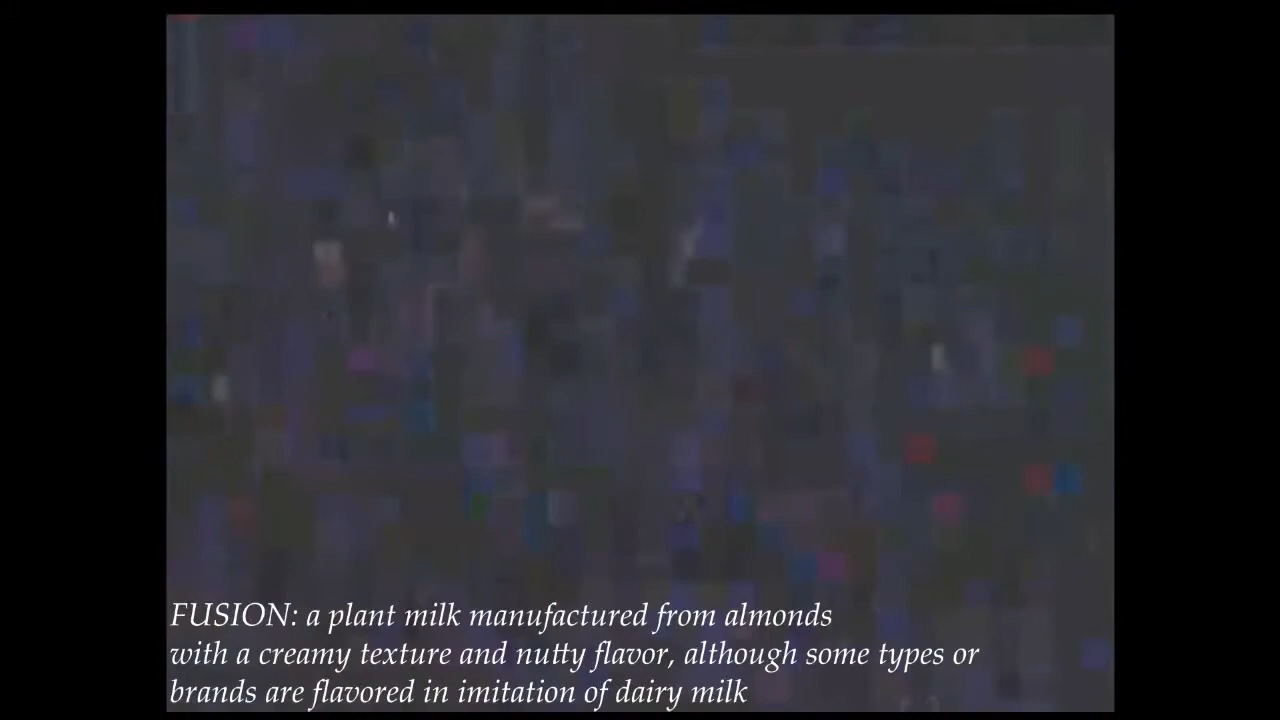 FUSION: a plant milk manufactured from almonds
with a creamy texture and nutty flavor, although some types or
brands are flavored in imitation of dairy milk